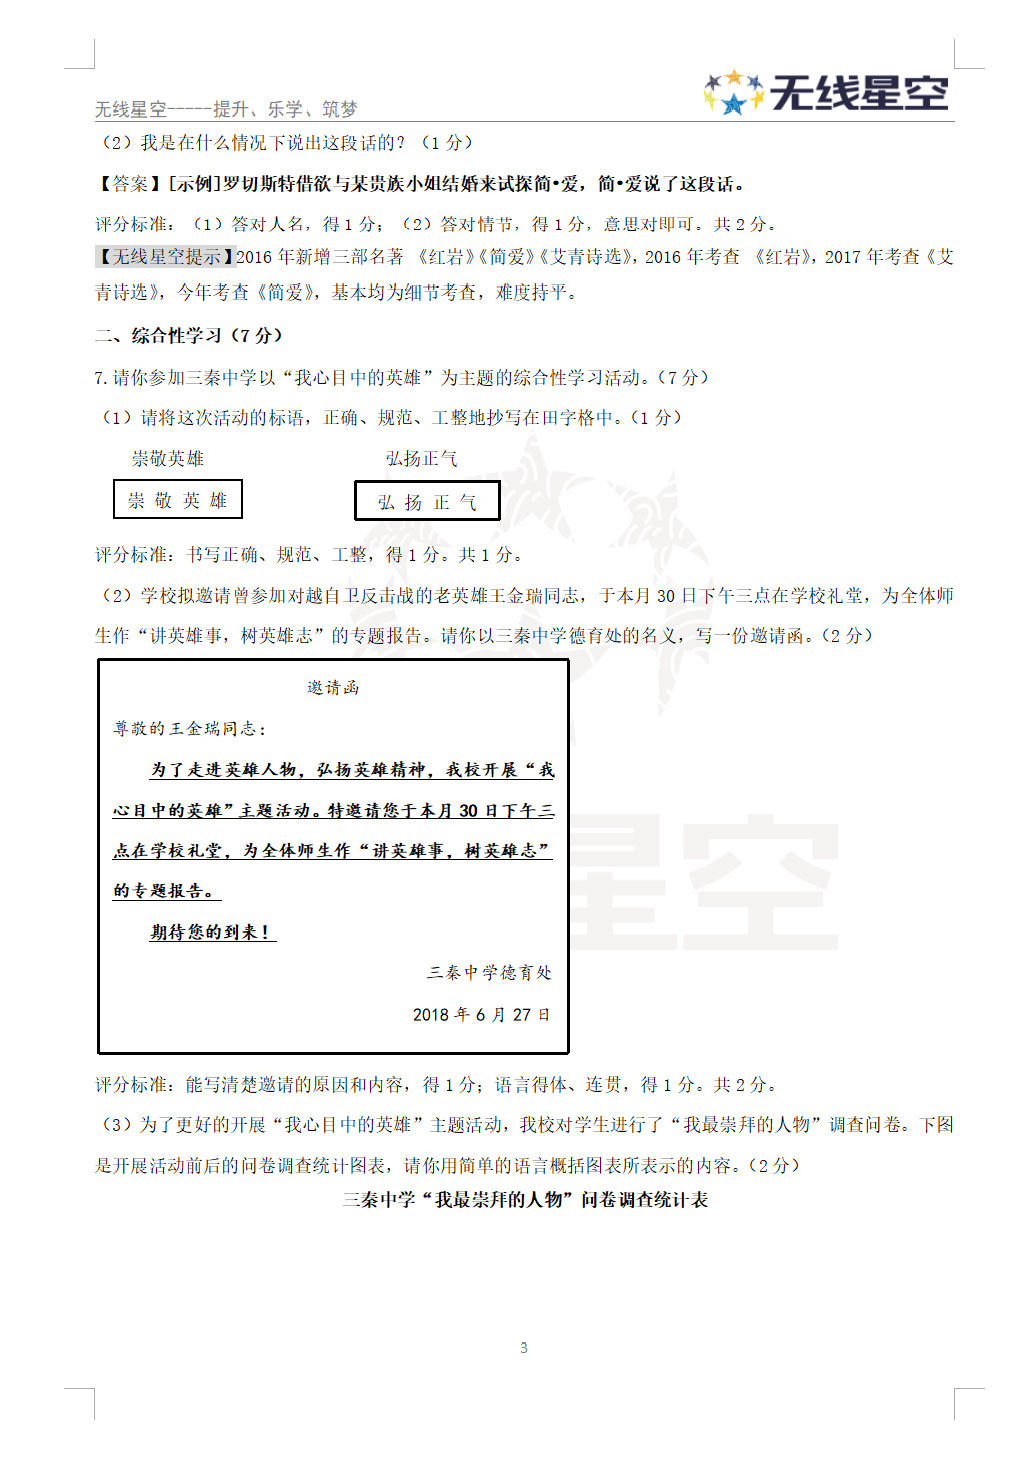 无线星空-----提升、乐学、筑梦
无线星空
（2）我是在什么情况下说出这段话的？（1 分）
【答案】[示例]罗切斯特借欲与某贵族小姐结婚来试探简•爱，简•爱说了这段话。
评分标准：（1）答对人名，得 1 分；（2）答对情节，得 1 分，意思对即可。共 2 分。
【无线星空提示】2016 年新增三部名著 《红岩》《简爱》《艾青诗选》，2016 年考查 《红岩》，2017 年考查《艾
青诗选》，今年考查《简爱》，基本均为细节考查，难度持平。
二、综合性学习（7 分）
7.请你参加三秦中学以“我心目中的英雄”为主题的综合性学习活动。（7 分）
（1）请将这次活动的标语，正确、规范、工整地抄写在田字格中。（1 分）
崇敬英雄 弘扬正气
崇 敬 英 雄 弘 扬 正 气
评分标准：书写正确、规范、工整，得 1 分。共 1 分。
（2）学校拟邀请曾参加对越自卫反击战的老英雄王金瑞同志，于本月 30 日下午三点在学校礼堂，为全体师
生作“讲英雄事，树英雄志”的专题报告。请你以三秦中学德育处的名义，写一份邀请函。（2 分）
邀请函
尊敬的王金瑞同志：
为了走进英雄人物，弘扬英雄精神，我校开展“我
心目中的英雄”主题活动。特邀请您于本月 30 日下午三
点在学校礼堂，为全体师生作“讲英雄事，树英雄志”
的专题报告。
期待您的到来！
三秦中学德育处
2018 年 6 月 27 日
星空
评分标准：能写清楚邀请的原因和内容，得 1 分；语言得体、连贯，得 1 分。共 2 分。
（3）为了更好的开展“我心目中的英雄”主题活动，我校对学生进行了“我最崇拜的人物”调查问卷。下图
是开展活动前后的问卷调查统计图表，请你用简单的语言概括图表所表示的内容。（2 分）
三秦中学“我最崇拜的人物”问卷调查统计表
3